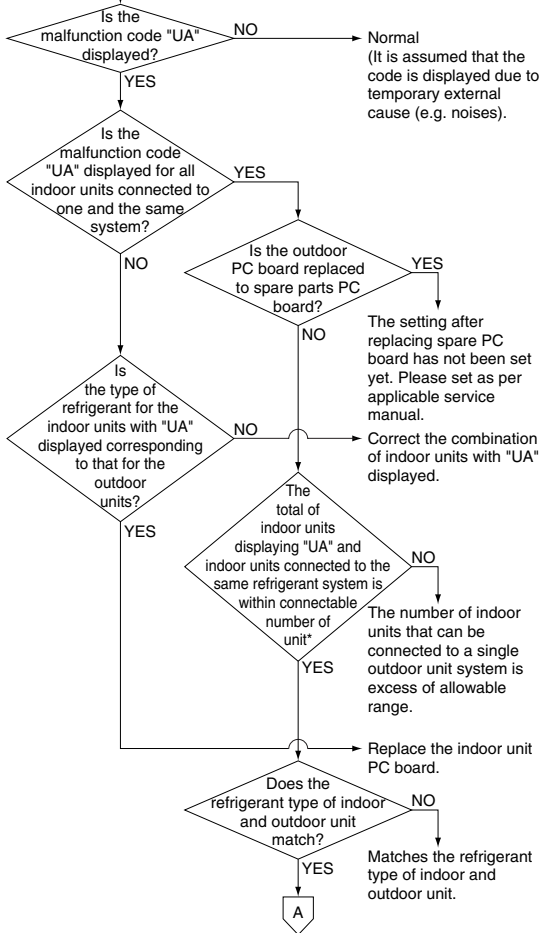 Is the
malfunction code "UA"
displayed?
NO
Normal
(It is assumed that the
code is displayed due to
temporary external
cause (e.g. noises).
YES
Is the
malfunction code
"UA" displayed for all
indoor units connected to
one and the same
system?
YES
NO
Is the outdoor
PC board replaced
to spare parts PC
board?
YES
The setting after
replacing spare PC
board has not been set
yet. Please set as per
applicable service
manual.
NO
Is
the type of
refrigerant for the
indoor units with "UA"
displayed corresponding
to that for the
outdoor
units?
NO
Correct the combination
of indoor units with "UA"
displayed.
YES
The
total of
indoor units
displaying "UA" and
indoor units connected to the
same refrigerant system is
within connectable
number of
unit*
NO
The number of indoor
units that can be
connected to a single
outdoor unit system is
excess of allowable
range.
YES
Replace the indoor unit
PC board.
Does the
refrigerant type of indoor
and outdoor unit
match?
NO
Matches the refrigerant
type of indoor and
outdoor unit.
YES
A